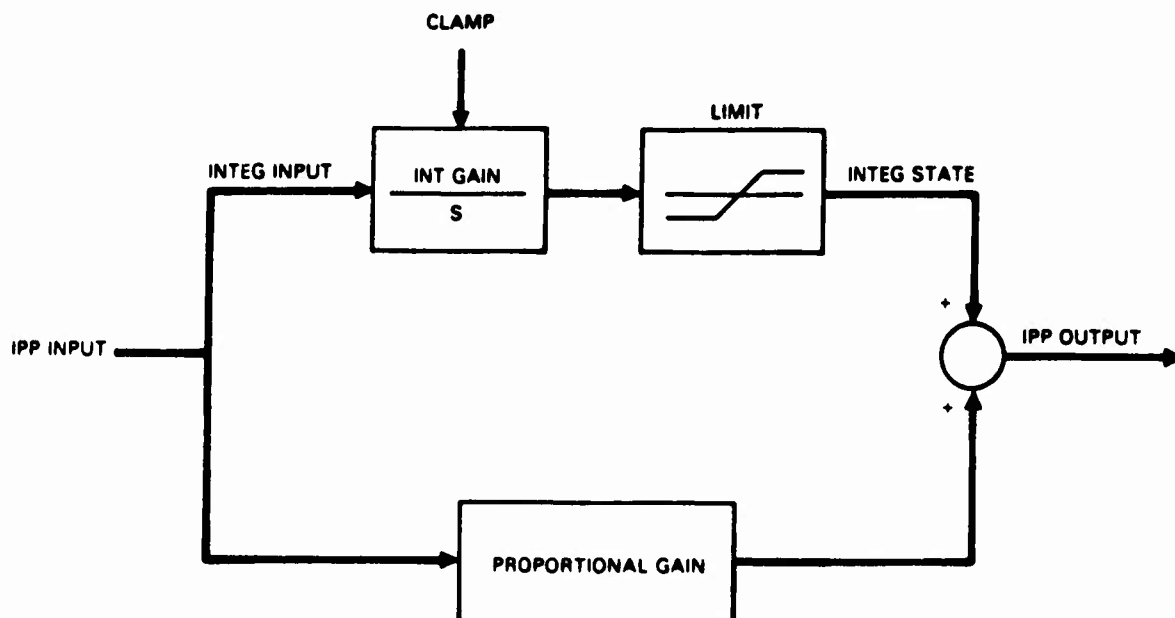 CLAMP
LIMIT
INTEG INPUT
INT GAIN
S
INTEG STATE
+
IPP INPUT
IPP OUTPUT
+
PROPORTIONAL GAIN